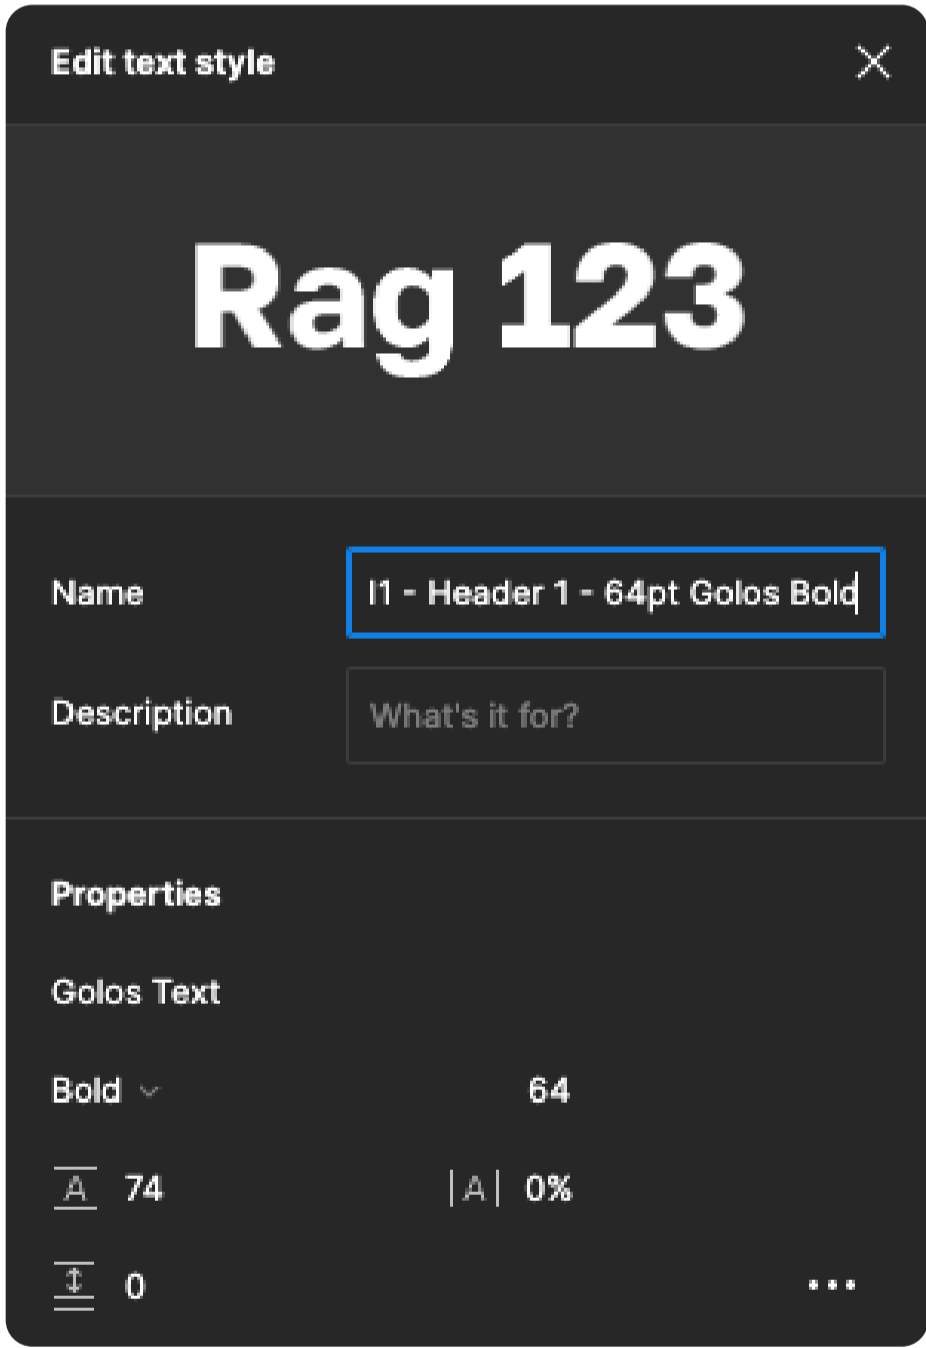 Edit text style
Rag 123
Name
l1 - Header 1 - 64pt Golos Bold
Description
What's it for?
Properties
Golos Text
Bold
64
A 74
|A| 0%
0